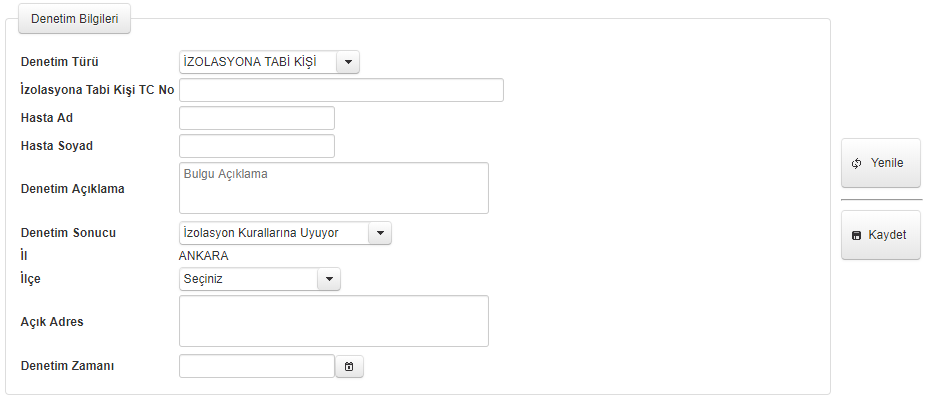 Denetim Bilgileri
Denetim Türü İZOLASYONA TABİ KİŞİ
İzolasyona Tabi Kişi TC No
Hasta Ad
Hasta Soyad
Denetim Açıklama Bulgu Açıklama
Denetim Sonucu İzolasyon Kurallarına Uyuyor
İl ANKARA
İlçe Seçiniz
Açık Adres
Denetim Zamanı
Yenile
Kaydet